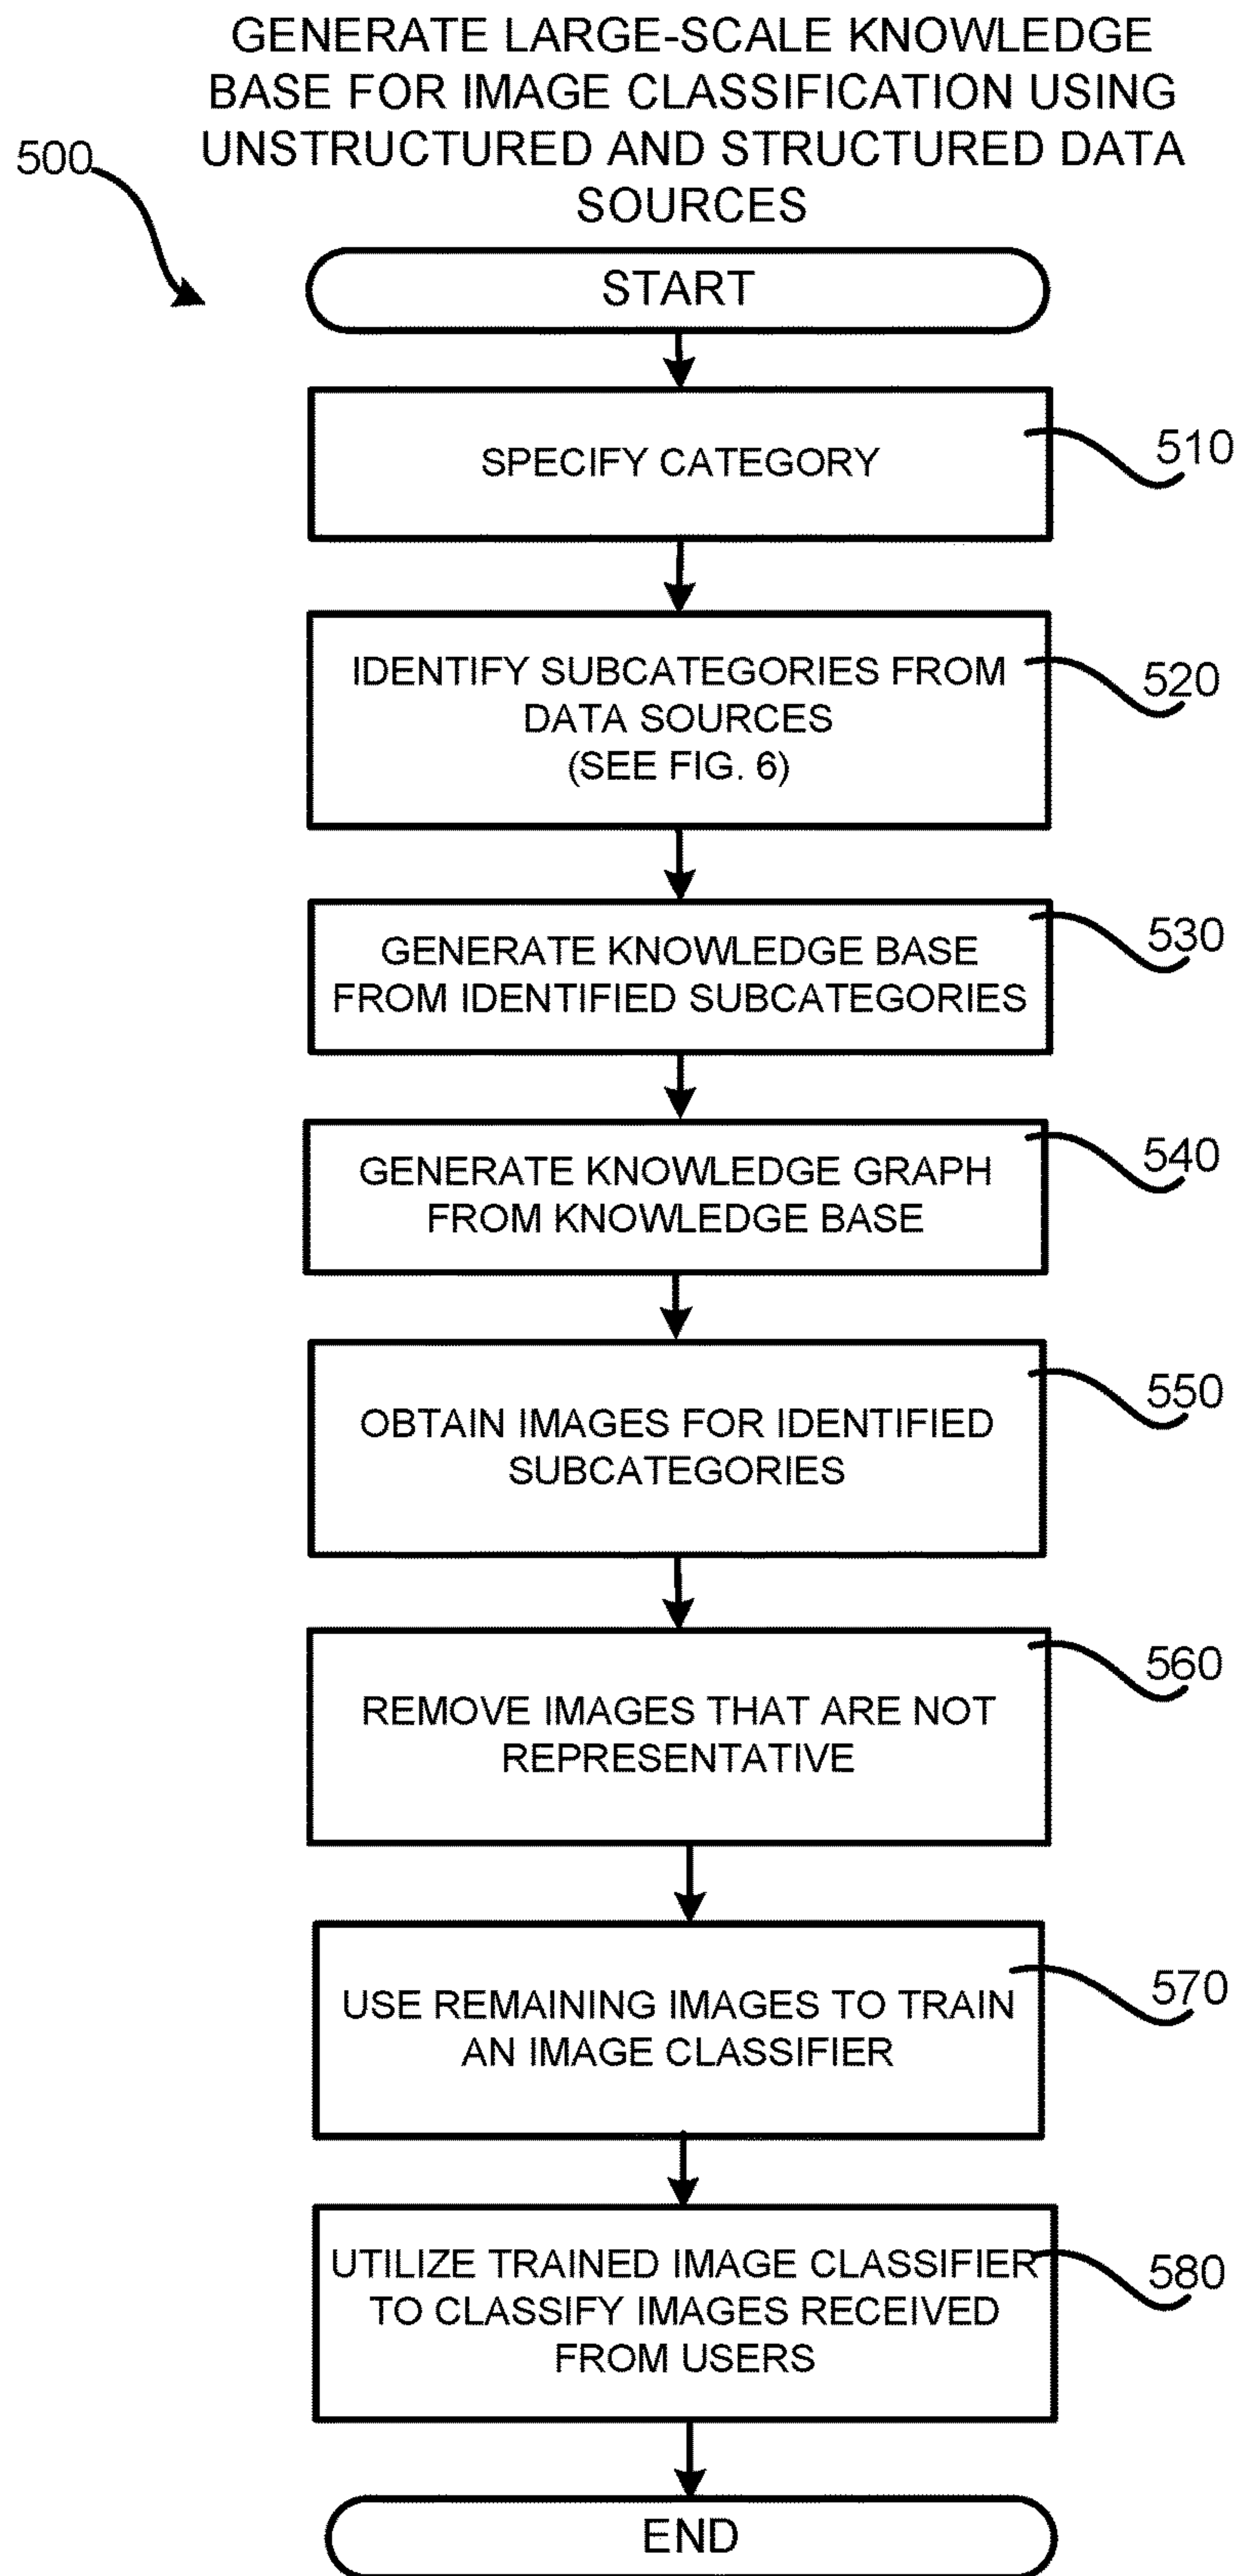 GENERATE LARGE-SCALE KNOWLEDGE
BASE FOR IMAGE CLASSIFICATION USING
UNSTRUCTURED AND STRUCTURED DATA
SOURCES
500
START
SPECIFY CATEGORY
510
IDENTIFY SUBCATEGORIES FROM
DATA SOURCES
(SEE FIG. 6)
520
GENERATE KNOWLEDGE BASE
FROM IDENTIFIED SUBCATEGORIES
530
GENERATE KNOWLEDGE GRAPH
FROM KNOWLEDGE BASE
540
OBTAIN IMAGES FOR IDENTIFIED
SUBCATEGORIES
550
REMOVE IMAGES THAT ARE NOT
REPRESENTATIVE
560
USE REMAINING IMAGES TO TRAIN
AN IMAGE CLASSIFIER
570
UTILIZE TRAINED IMAGE CLASSIFIER
TO CLASSIFY IMAGES RECEIVED
FROM USERS
580
END